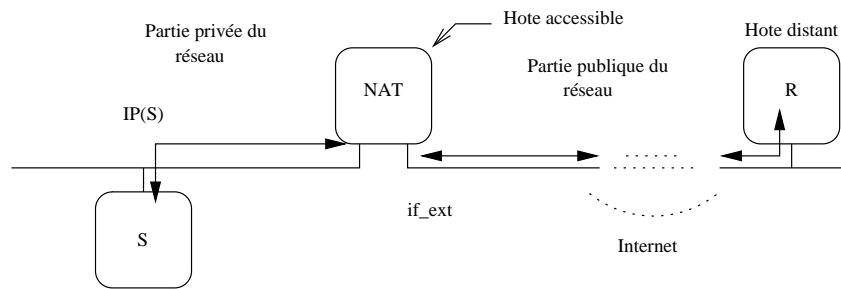 Hote accessible
Partie privée du
réseau
Hote distant
Partie publique du
réseau
NAT
R
IP(S)
if_ext
S
Internet